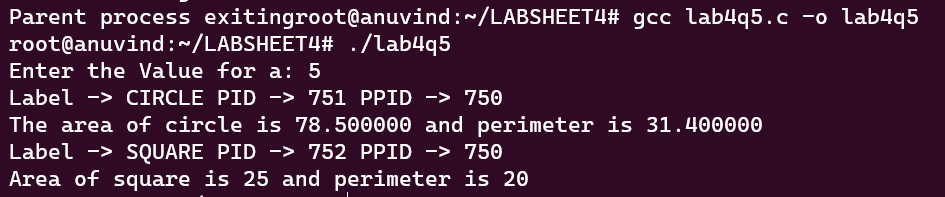 Parent process exitingroot@anuvind:~/LABSHEET4# gcc lab4q5.c -o lab4q5
root@anuvind:~/LABSHEET4# ./lab4q5
Enter the Value for a: 5
Label -> CIRCLE PID -> 751 PPID -> 750
The area of circle is 78.500000 and perimeter is 31.400000
Label -> SQUARE PID -> 752 PPID -> 750
Area of square is 25 and perimeter is 20